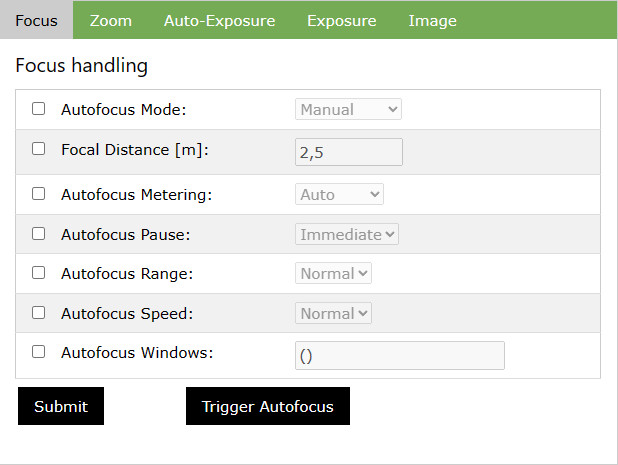 Focus Zoom Auto-Exposure Exposure Image
Focus handling
Autofocus Mode: Manual
Focal Distance [m]: 2,5
Autofocus Metering: Auto
Autofocus Pause: Immediate
Autofocus Range: Normal
Autofocus Speed: Normal
Autofocus Windows: ()
Submit Trigger Autofocus